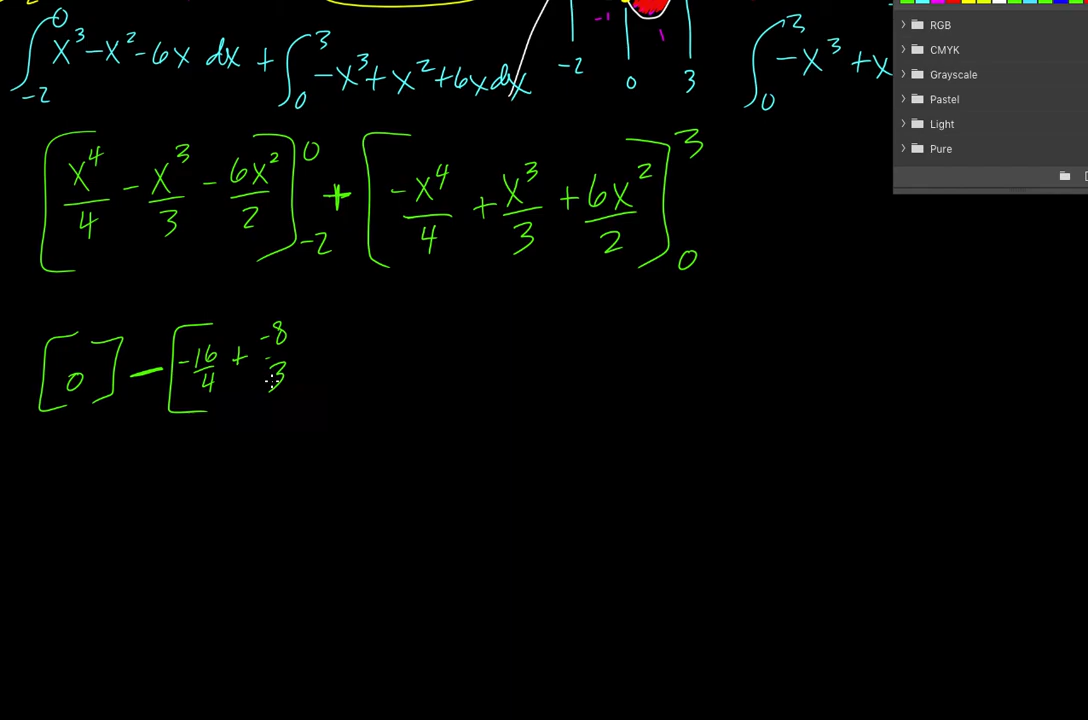 -1
1
-2 0 3
∫_{-2}^{0} x³ - x² - 6x dx + ∫_{0}^{3} -x³ + x² + 6x dx
∫_{0}^{3} -x³ + x
RGB
CMYK
Grayscale
Pastel
Light
Pure
[x⁴/4 - x³/3 - 6x²/2]_{-2}^{0} + [-x⁴/4 + x³/3 + 6x²/2]_{0}^{3}
[0] - [-16/4 + -8/3